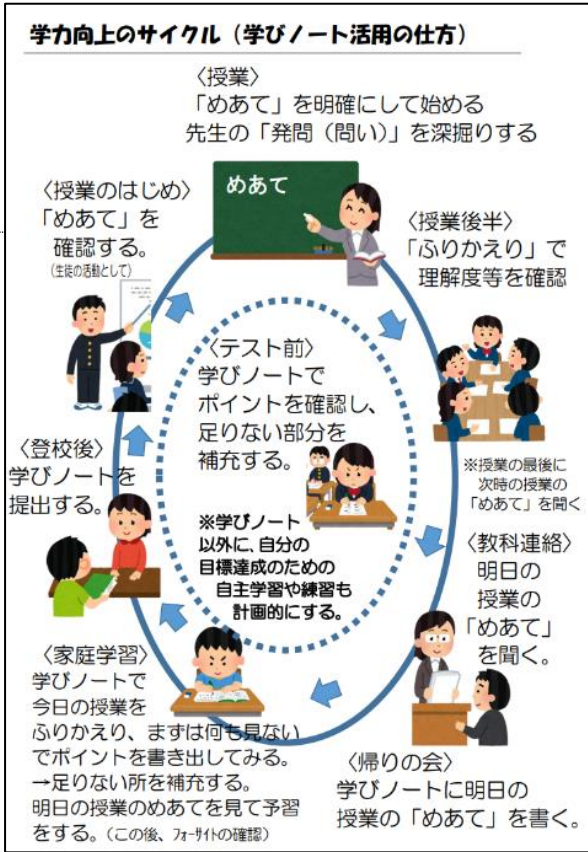 学力向上のサイクル（学びノート活用の仕方）
〈授業〉
「めあて」を明確にして始める
先生の「発問（問い）」を深掘りする
めあて
〈授業後半〉
「ふりかえり」で
理解度等を確認
※授業の最後に
次時の授業の
「めあて」を聞く
〈教科連絡〉
明日の
授業の
「めあて」
を聞く。
〈帰りの会〉
学びノートに明日の
授業の「めあて」を書く。
〈家庭学習〉
学びノートで
今日の授業を
ふりかえり、まずは何も見ない
でポイントを書き出してみる。
→足りない所を補充する。
明日の授業のめあてを見て予習
をする。（この後、フォーサイトの確認）
〈登校後〉
学びノートを
提出する。
〈授業のはじめ〉
「めあて」を
確認する。
（生徒の活動として）
〈テスト前〉
学びノートで
ポイントを確認し、
足りない部分を
補充する。
※学びノート
以外に、自分の
目標達成のための
自主学習や練習も
計画的にする。